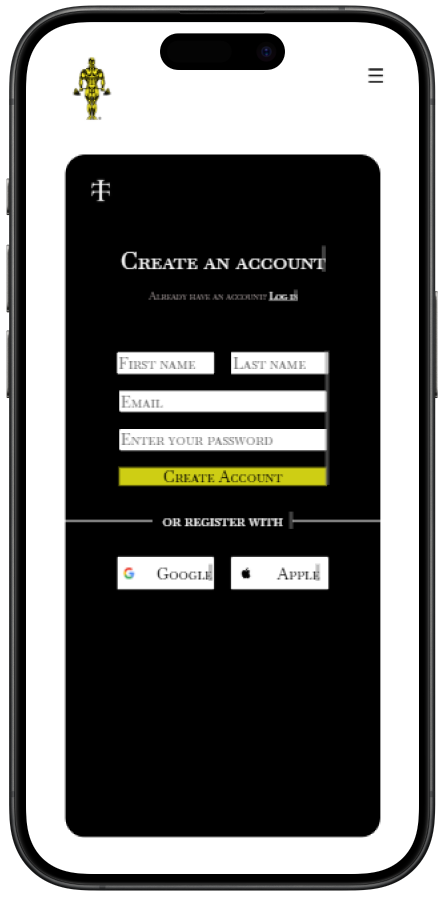 Create an account
Already have an account? Log in
First name Last name
Email
Enter your password
Create Account
or register with
Google Apple